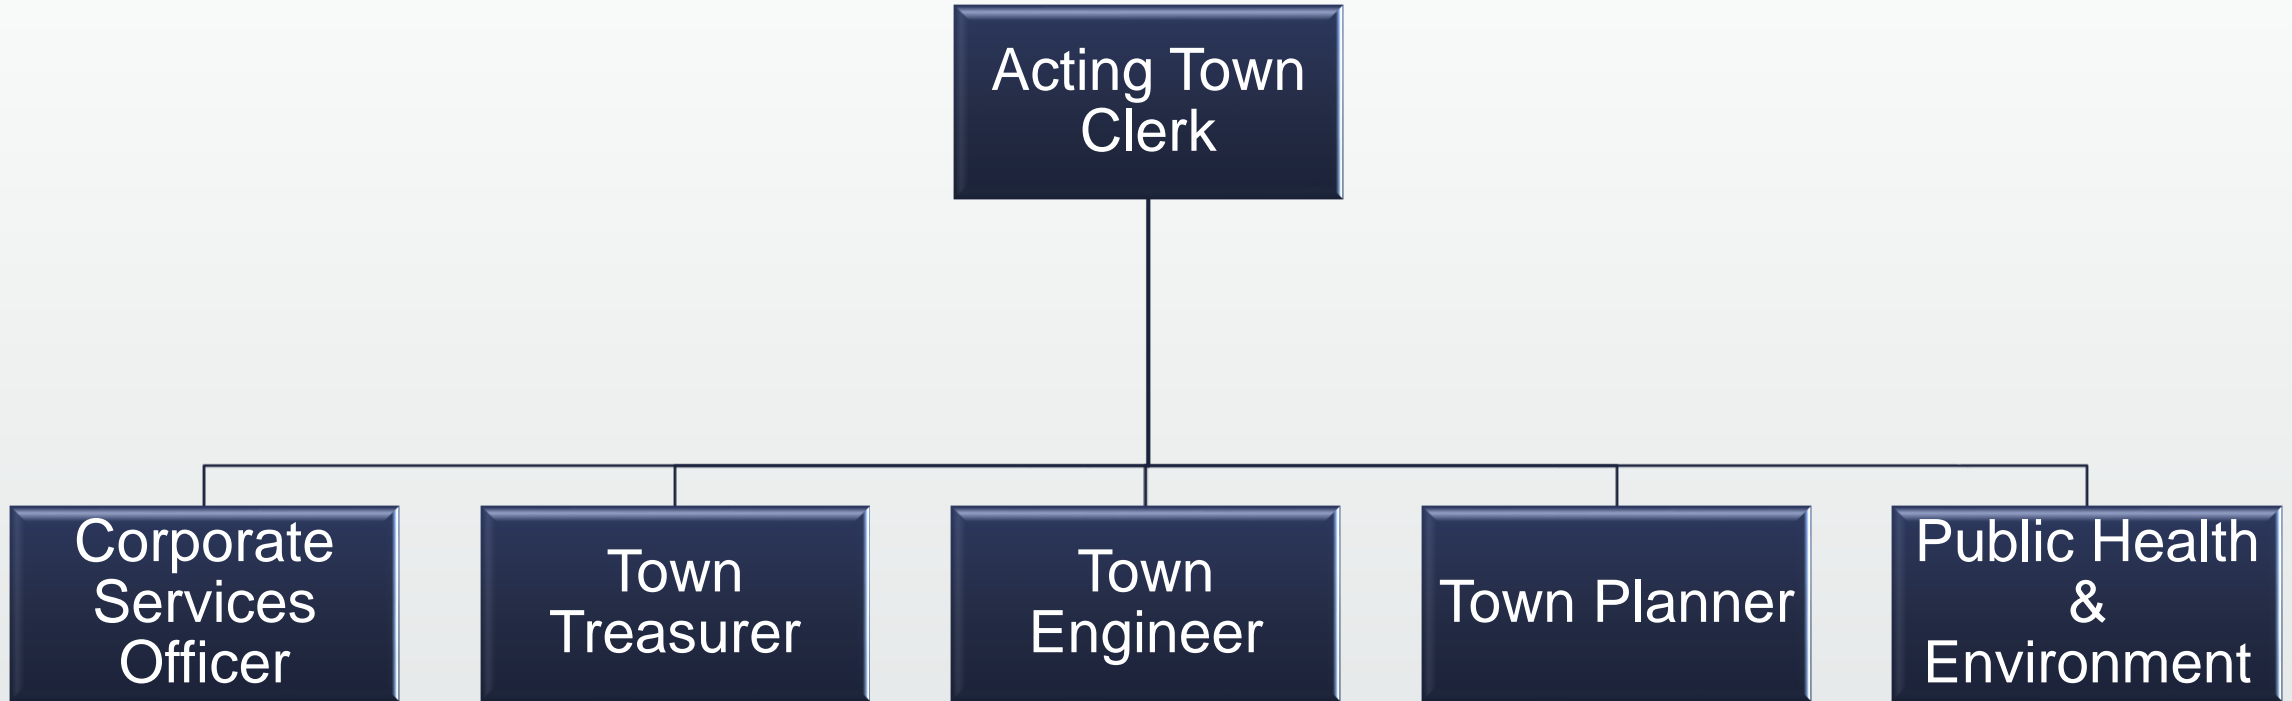 Acting Town
Clerk
Corporate
Services
Officer
Town
Treasurer
Town
Engineer
Town Planner
Public Health
&
Environment